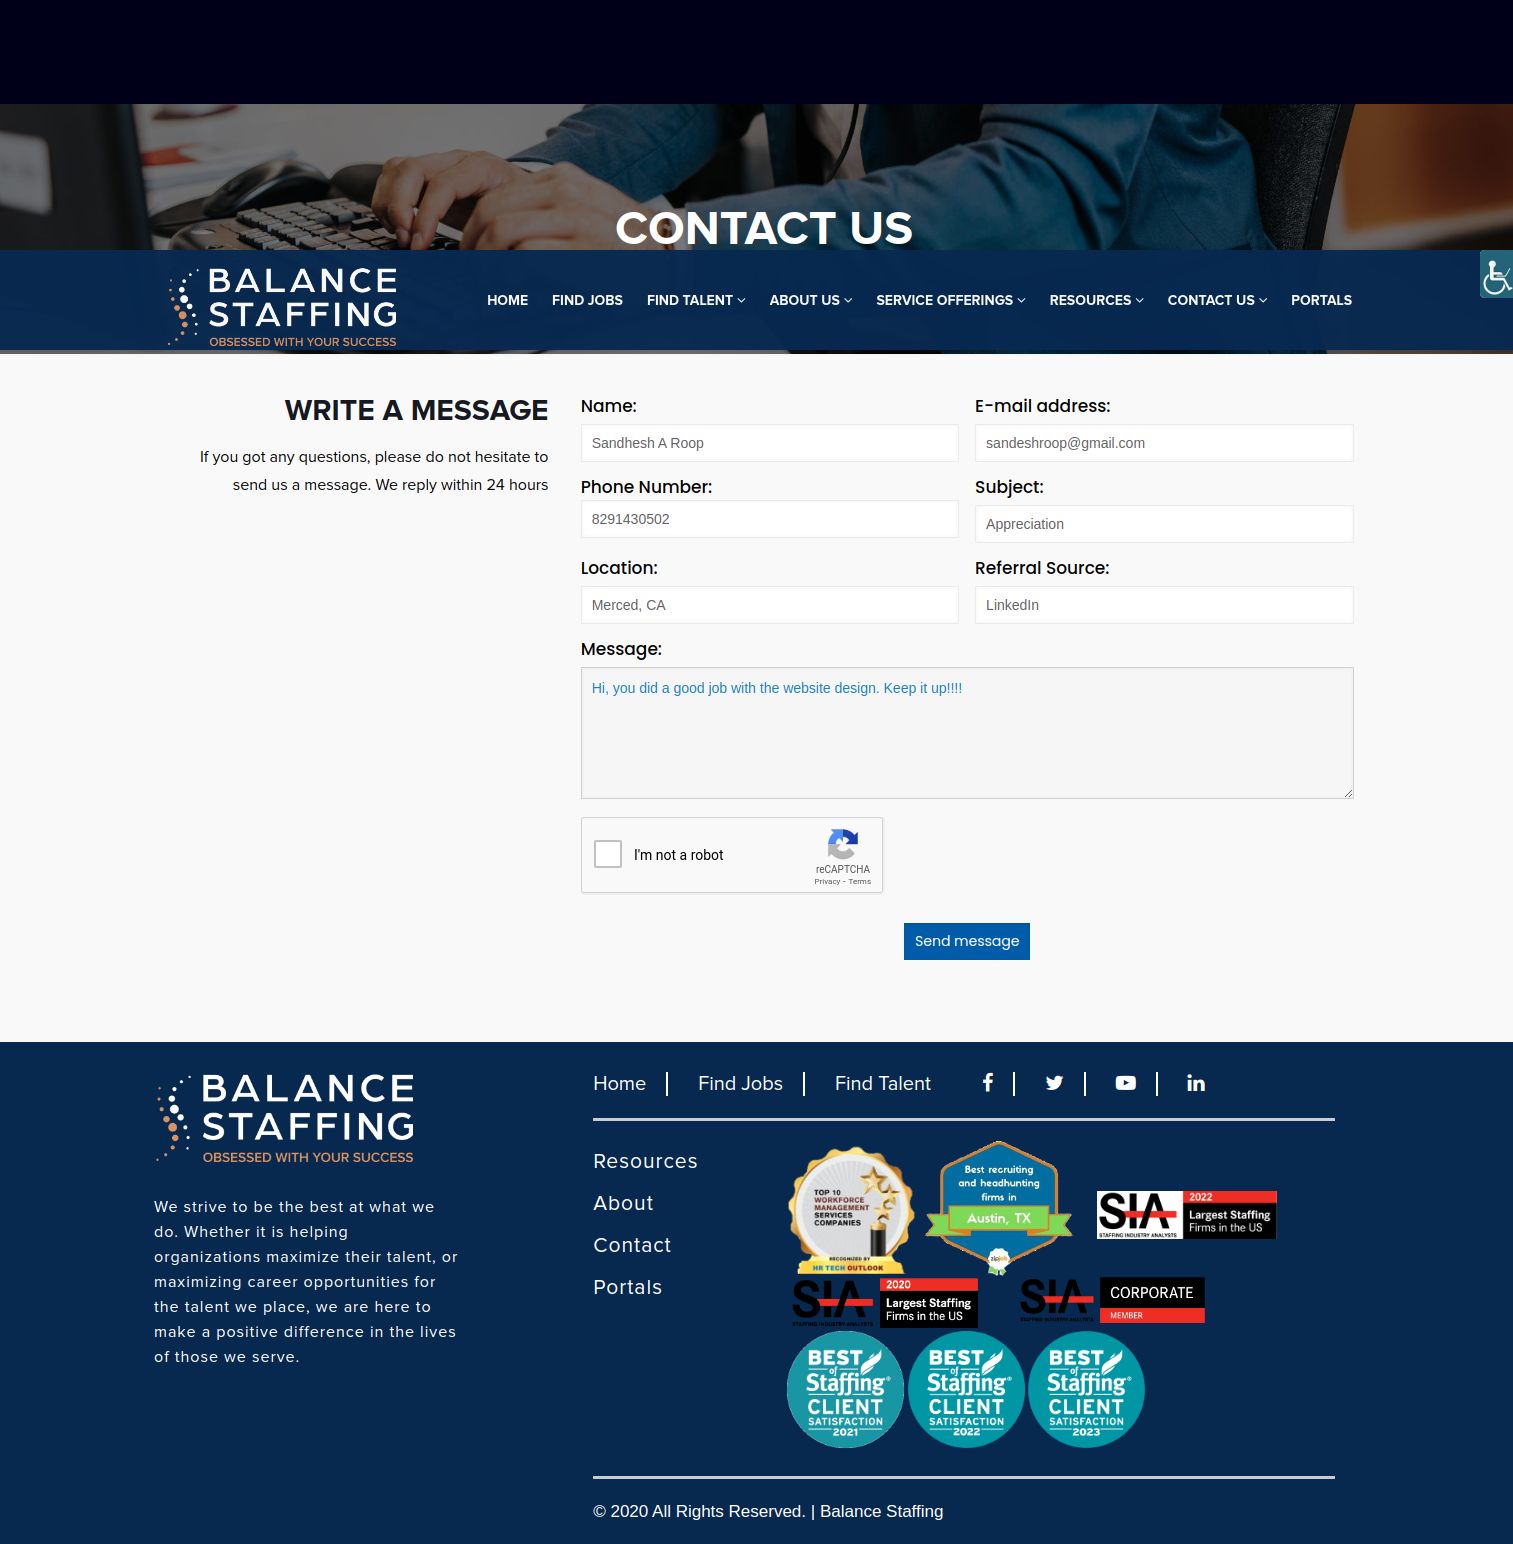 CONTACT US
BALANCE
STAFFING
OBSESSED WITH YOUR SUCCESS
HOME FIND JOBS FIND TALENT ABOUT US SERVICE OFFERINGS RESOURCES CONTACT US PORTALS
WRITE A MESSAGE
If you got any questions, please do not hesitate to
send us a message. We reply within 24 hours
Name:
Sandhesh A Roop
E-mail address:
sandeshroop@gmail.com
Phone Number:
8291430502
Subject:
Appreciation
Location:
Merced, CA
Referral Source:
LinkedIn
Message:
Hi, you did a good job with the website design. Keep it up!!!!
I'm not a robot
reCAPTCHA
Privacy - Terms
Send message
BALANCE
STAFFING
OBSESSED WITH YOUR SUCCESS
We strive to be the best at what we
do. Whether it is helping
organizations maximize their talent, or
maximizing career opportunities for
the talent we place, we are here to
make a positive difference in the lives
of those we serve.
Home Find Jobs Find Talent
Resources
About
Contact
Portals
TOP 10
WORKFORCE
MANAGEMENT
SERVICES
COMPANIES
RECOGNIZED BY
HR TECH OUTLOOK
Best recruiting
and headhunting
firms in
Austin, TX
zipjob
SIA
STAFFING INDUSTRY ANALYSTS
2022
Largest Staffing
Firms in the US
SIA
STAFFING INDUSTRY ANALYSTS
2020
Largest Staffing
Firms in the US
SIA
STAFFING INDUSTRY ANALYSTS
CORPORATE
MEMBER
BEST
of
Staffing®
CLIENT
SATISFACTION
2021
BEST
of
Staffing®
CLIENT
SATISFACTION
2022
BEST
of
Staffing®
CLIENT
SATISFACTION
2023
© 2020 All Rights Reserved. | Balance Staffing